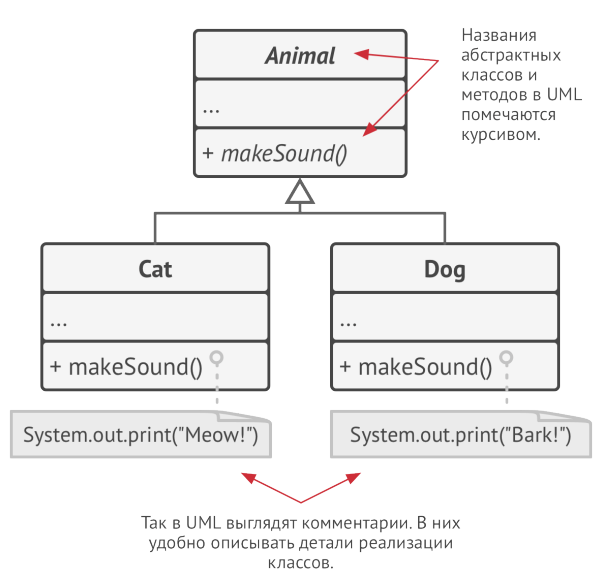 Animal
...
+ makeSound()
Названия
абстрактных
классов и
методов в UML
помечаются
курсивом.
Cat
...
+ makeSound()
System.out.print("Meow!")
Dog
...
+ makeSound()
System.out.print("Bark!")
Так в UML выглядят комментарии. В них
удобно описывать детали реализации
классов.